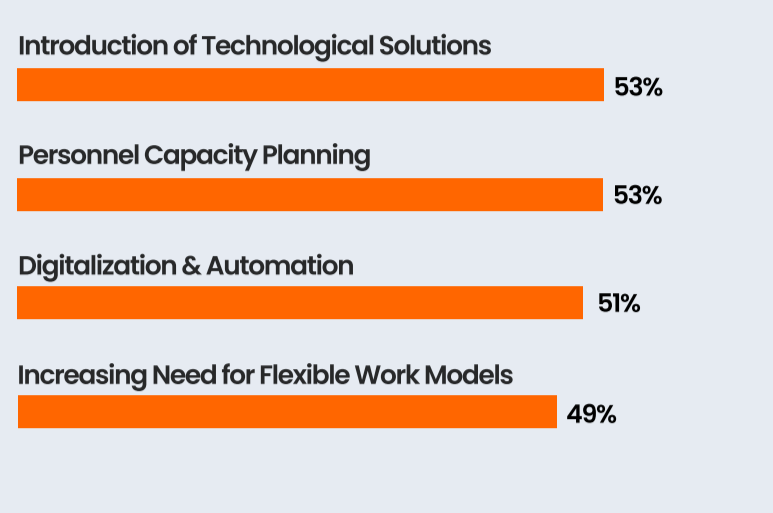 Introduction of Technological Solutions
53%
Personnel Capacity Planning
53%
Digitalization & Automation
51%
Increasing Need for Flexible Work Models
49%